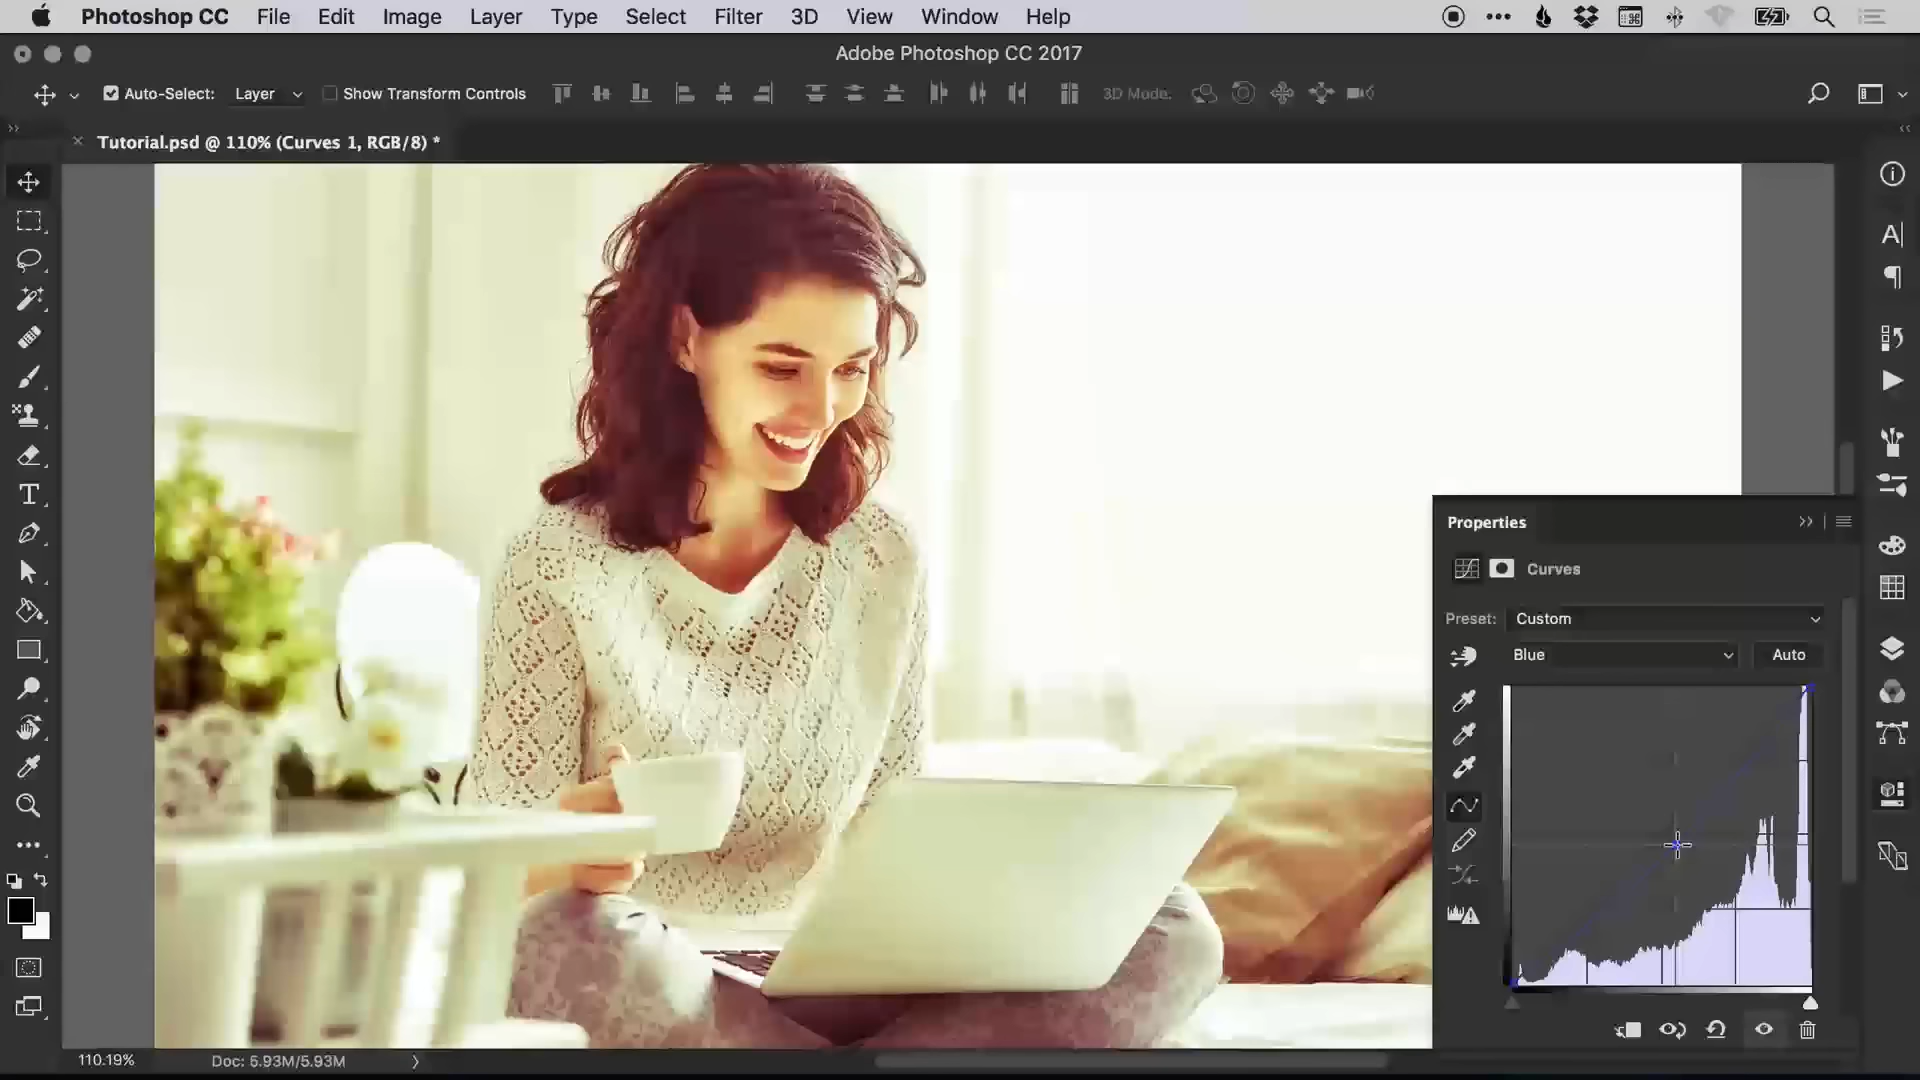 Photoshop CC File Edit Image Layer Type Select Filter 3D View Window Help
Adobe Photoshop CC 2017
Auto-Select: Layer Show Transform Controls 3D Mode:
Tutorial.psd @ 110% (Curves 1, RGB/8) *
Properties
Curves
Preset: Custom
Blue Auto
110.19% Doc: 5.93M/5.93M